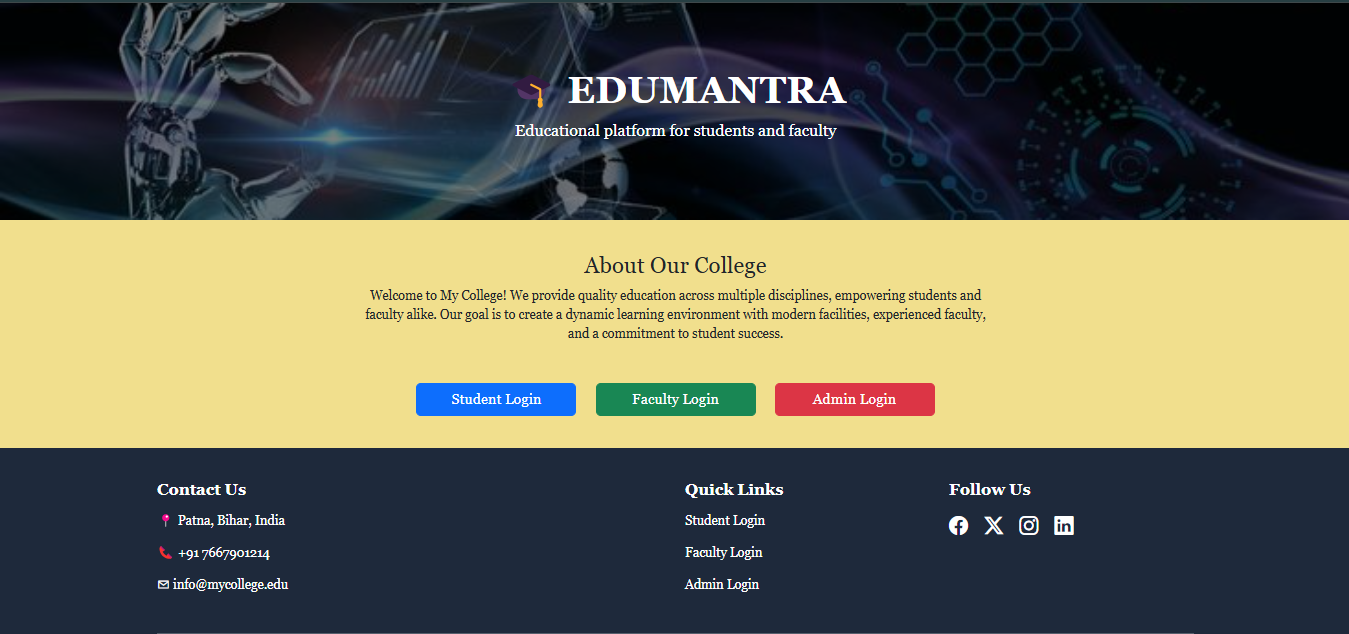 EDUMANTRA
Educational platform for students and faculty
About Our College
Welcome to My College! We provide quality education across multiple disciplines, empowering students and
faculty alike. Our goal is to create a dynamic learning environment with modern facilities, experienced faculty,
and a commitment to student success.
Student Login
Faculty Login
Admin Login
Contact Us
Patna, Bihar, India
+91 7667901214
info@mycollege.edu
Quick Links
Student Login
Faculty Login
Admin Login
Follow Us